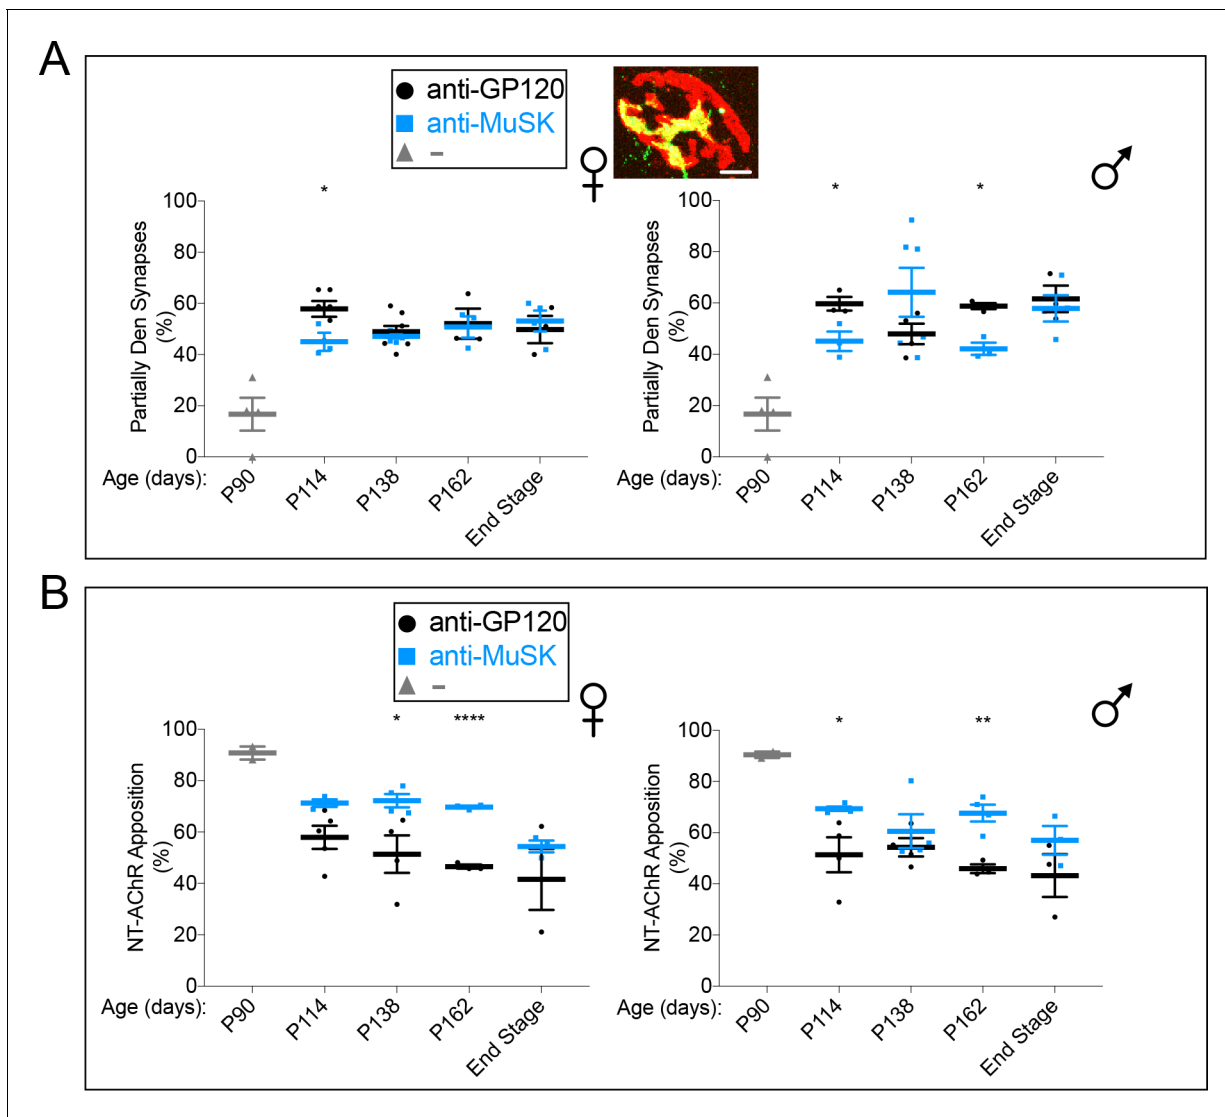 A
anti-GP120
anti-MuSK
–
♀
♂
*
* *
Partially Den Synapses
(%)
100
80
60
40
20
0
Age (days):
P90
P114
P138
P162
End Stage
Partially Den Synapses
(%)
100
80
60
40
20
0
Age (days):
P90
P114
P138
P162
End Stage
B
anti-GP120
anti-MuSK
–
♀
♂
* ****
* **
NT-AChR Apposition
(%)
100
80
60
40
20
0
Age (days):
P90
P114
P138
P162
End Stage
NT-AChR Apposition
(%)
100
80
60
40
20
0
Age (days):
P90
P114
P138
P162
End Stage